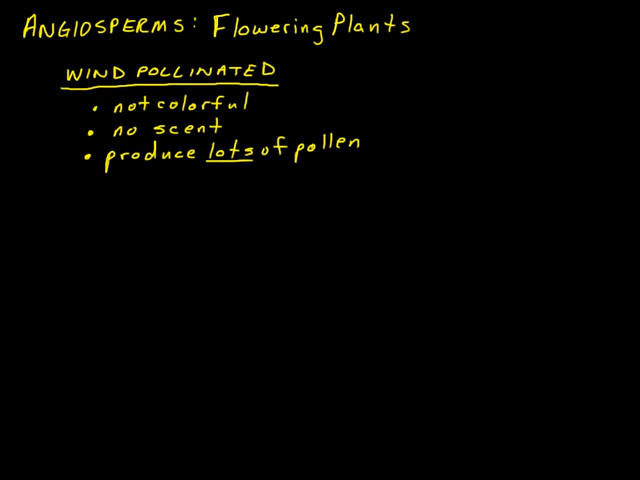 ANGIOSPERMS: Flowering Plants
WIND POLLINATED
• not colorful
• no scent
• produce lots of pollen